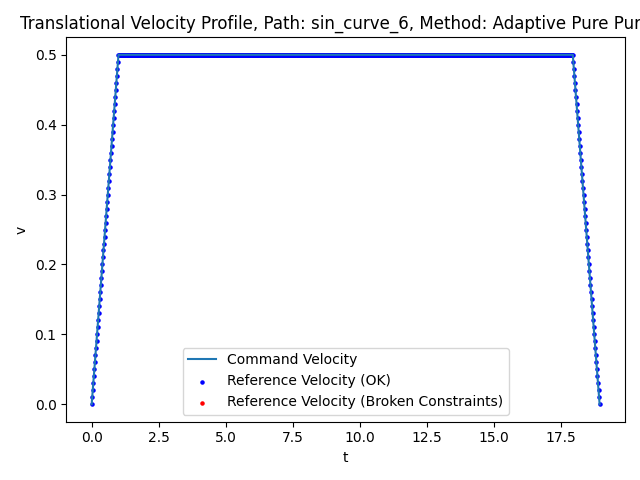 Translational Velocity Profile, Path: sin_curve_6, Method: Adaptive Pure
0.5
0.4
0.3
0.2
0.1
0.0
v
Command Velocity
Reference Velocity (OK)
Reference Velocity (Broken Constraints)
0.0 2.5 5.0 7.5 10.0 12.5 15.0 17.5
t